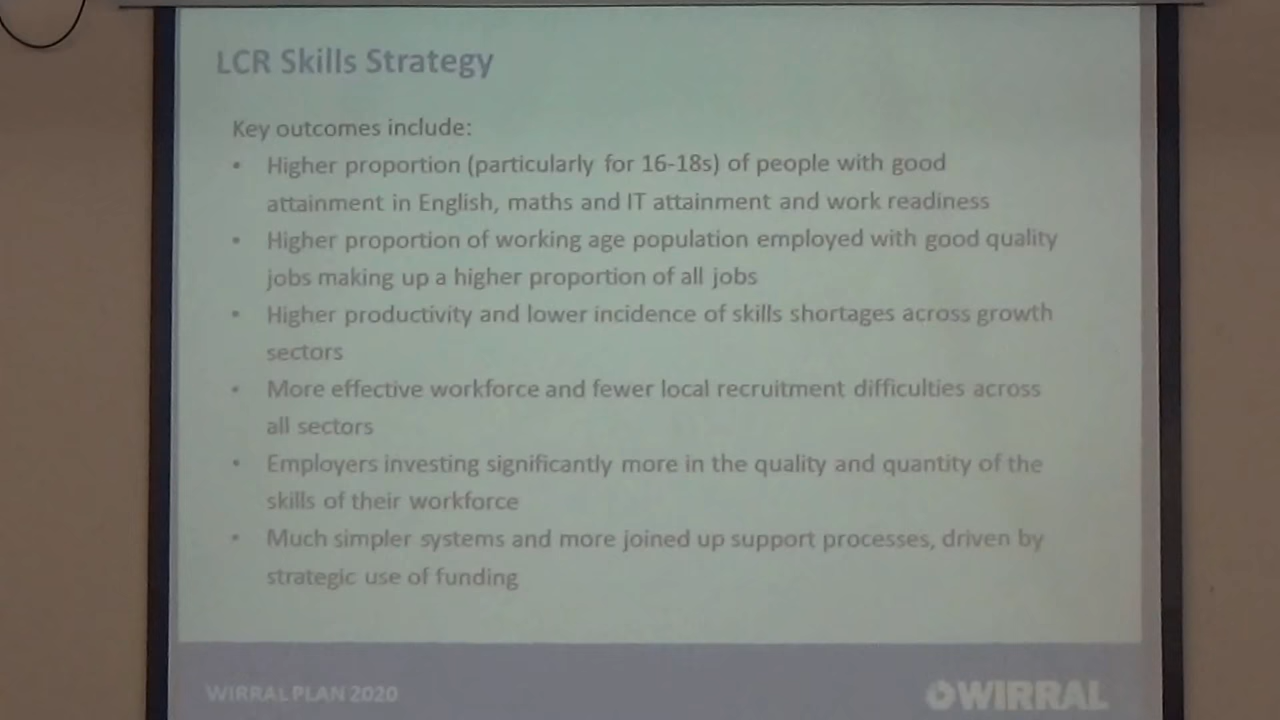 LCR Skills Strategy
Key outcomes include:
• Higher proportion (particularly for 16-18s) of people with good
attainment in English, maths and IT attainment and work readiness
• Higher proportion of working age population employed with good quality
jobs making up a higher proportion of all jobs
• Higher productivity and lower incidence of skills shortages across growth
sectors
• More effective workforce and fewer local recruitment difficulties across
all sectors
• Employers investing significantly more in the quality and quantity of the
skills of their workforce
• Much simpler systems and more joined up support processes, driven by
strategic use of funding
WIRRAL PLAN 2020
WIRRAL